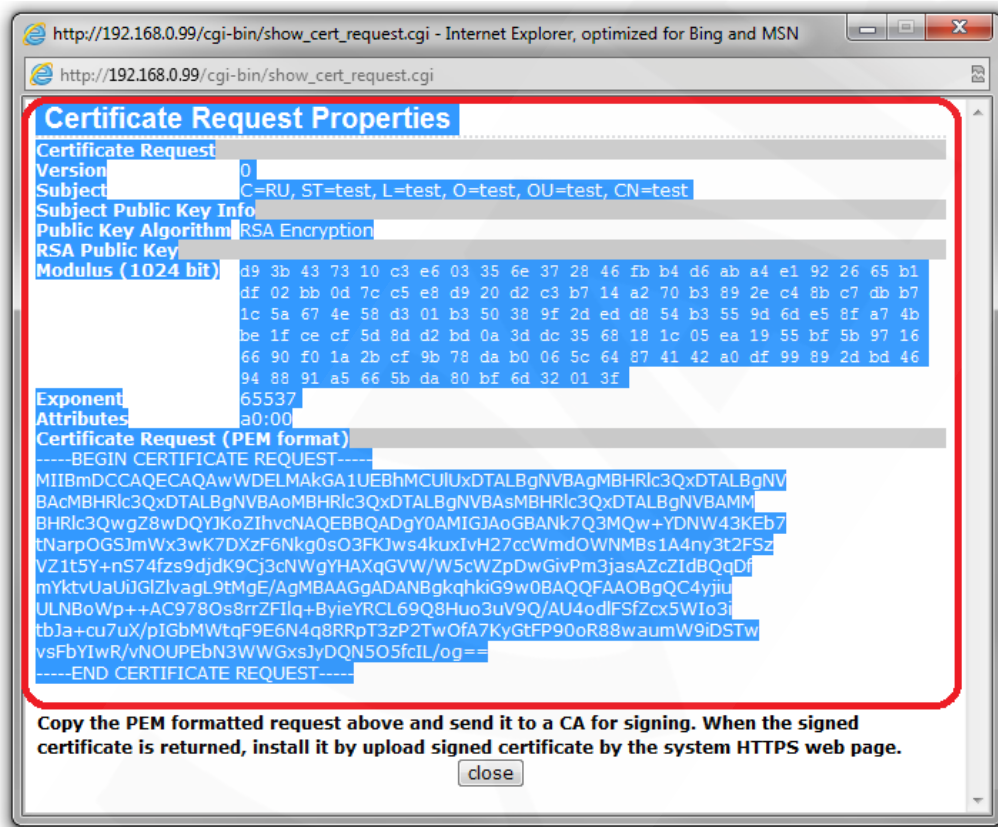 http://192.168.0.99/cgi-bin/show_cert_request.cgi - Internet Explorer, optimized for Bing and MSN
http://192.168.0.99/cgi-bin/show_cert_request.cgi
Certificate Request Properties
Certificate Request
Version 0
Subject C=RU, ST=test, L=test, O=test, OU=test, CN=test
Subject Public Key Info
Public Key Algorithm RSA Encryption
RSA Public Key
Modulus (1024 bit) d9 3b 43 73 10 c3 e6 03 35 6e 37 28 46 fb b4 d6 ab a4 e1 92 26 65 b1
df 02 bb 0d 7c c5 e8 d9 20 d2 c3 b7 14 a2 70 b3 89 2e c4 8b c7 db b7
1c 5a 67 4e 58 d3 01 b3 50 38 9f 2d ed d8 54 b3 55 9d 6d e5 8f a7 4b
be 1f ce cf 5d 8d d2 bd 0a 3d dc 35 68 18 1c 05 ea 19 55 bf 5b 97 16
66 90 f0 1a 2b cf 9b 78 da b0 06 5c 64 87 41 42 a0 df 99 89 2d bd 46
94 88 91 a5 66 5b da 80 bf 6d 32 01 3f
Exponent 65537
Attributes a0:00
Certificate Request (PEM format)
-----BEGIN CERTIFICATE REQUEST-----
MIIBmDCCAQECAQAwWDELMAkGA1UEBhMCUlUxDTALBgNVBAgMBHRlc3QxDTALBgNV
BAcMBHRlc3QxDTALBgNVBAoMBHRlc3QxDTALBgNVBAsMBHRlc3QxDTALBgNVBAMM
BHRlc3QwgZ8wDQYJKoZIhvcNAQEBBQADgY0AMIGJAoGBANk7Q3MQw+YDNW43KEb7
tNarpOGSJmWx3wK7DXzF6Nkg0sO3FKJws4kuxIvH27ccWmdOWNMBs1A4ny3t2FSz
VZ1t5Y+nS74fzs9djdK9Cj3cNWgYHAXqGVW/W5cWZpDwGivPm3jasAZcZIdBQqDf
mYktvUaUiJGlZlvagL9tMgE/AgMBAAGgADANBgkqhkiG9w0BAQQFAAOBgQC4yjiu
ULNBoWp++AC978Os8rrZFIlq+ByieYRCL69Q8Huo3uV9Q/AU4odlFSfZcx5WIo3i
tbJa+cu7uX/pIGbMWtqF9E6N4q8RRpT3zP2TwOfA7KyGtFP90oR88waumW9iDSTw
vsFbYIwR/vNOUPEbN3WWGxsJyDQN5O5fcIL/og==
-----END CERTIFICATE REQUEST-----
Copy the PEM formatted request above and send it to a CA for signing. When the signed
certificate is returned, install it by upload signed certificate by the system HTTPS web page.
close